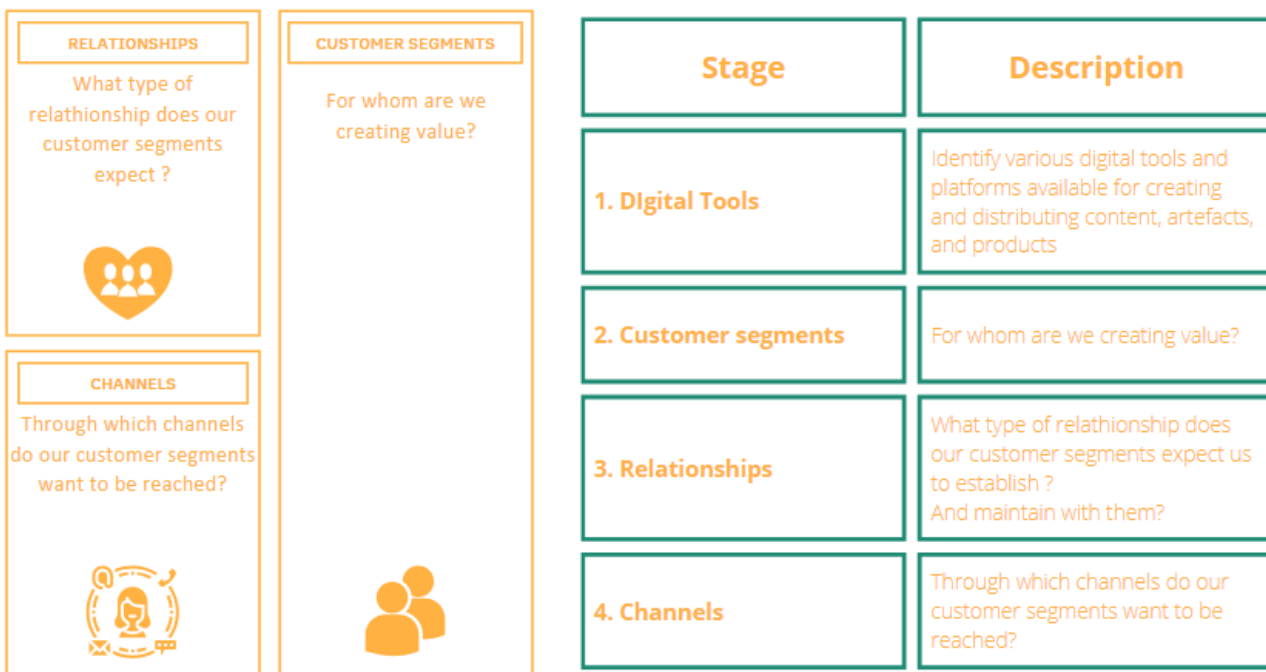 RELATIONSHIPS
What type of
relathionship does our
customer segments
expect ?
CHANNELS
Through which channels
do our customer segments
want to be reached?
CUSTOMER SEGMENTS
For whom are we
creating value?
Stage
Description
1. DIgital Tools
Identify various digital tools and
platforms available for creating
and distributing content, artefacts,
and products
2. Customer segments
For whom are we creating value?
3. Relationships
What type of relathionship does
our customer segments expect us
to establish ?
And maintain with them?
4. Channels
Through which channels do our
customer segments want to be
reached?